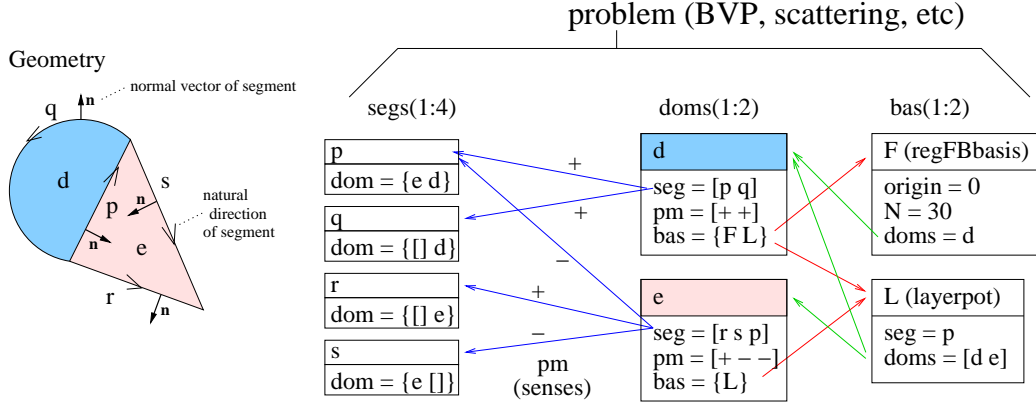 problem (BVP, scattering, etc)
Geometry
normal vector of segment
n
q
d
p
s
n
n
e
r
n
natural
direction
of segment
segs(1:4)
p
dom = {e d}
q
dom = {[] d}
r
dom = {[] e}
s
dom = {e []}
+
+
−
+
−
pm
(senses)
doms(1:2)
d
seg = [p q]
pm = [+ +]
bas = {F L}
e
seg = [r s p]
pm = [+ − −]
bas = {L}
bas(1:2)
F (regFBbasis)
origin = 0
N = 30
doms = d
L (layerpot)
seg = p
doms = [d e]